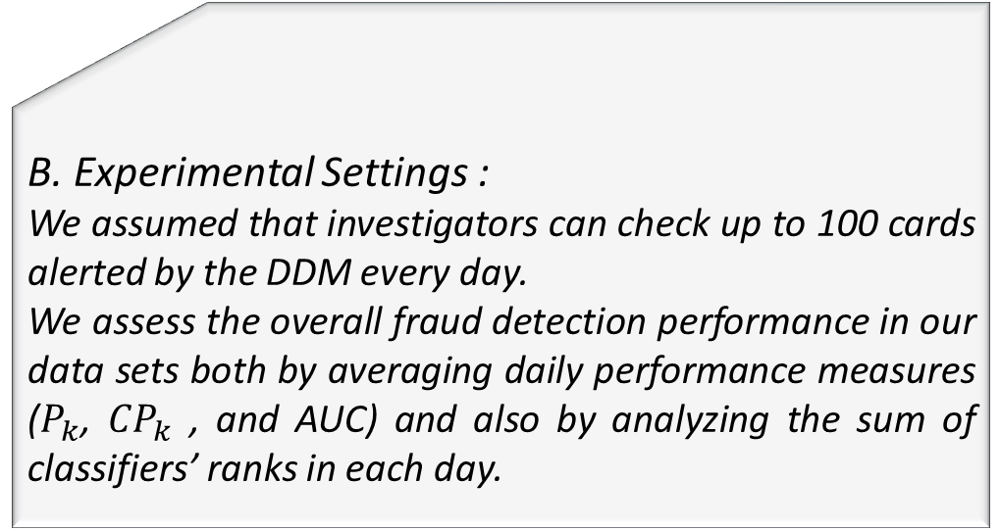 B. Experimental Settings :
We assumed that investigators can check up to 100 cards
alerted by the DDM every day.
We assess the overall fraud detection performance in our
data sets both by averaging daily performance measures
(Pₖ, CPₖ , and AUC) and also by analyzing the sum of
classifiers’ ranks in each day.